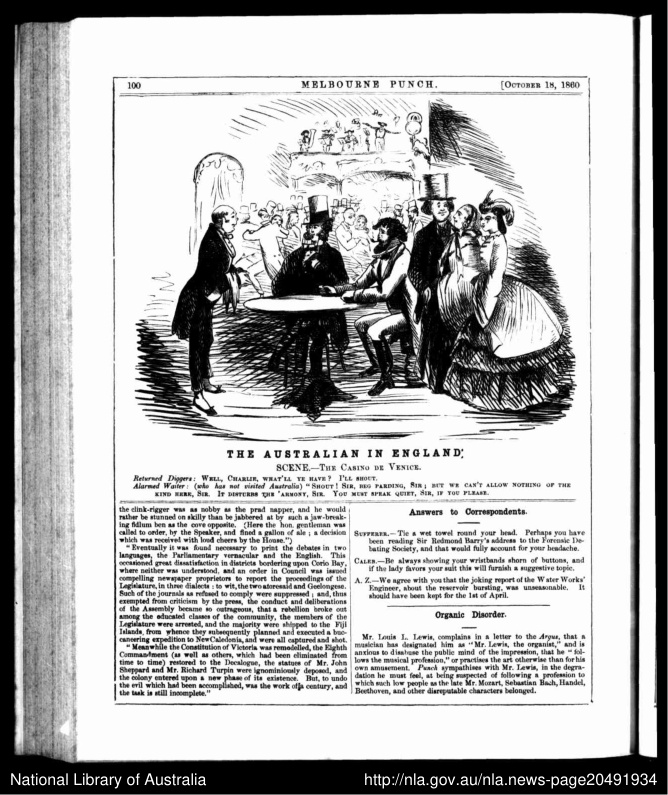 100
MELBOURNE PUNCH.
[OCTOBER 18, 1860
THE AUSTRALIAN IN ENGLAND.
SCENE.—THE CASINO DE VENICE.
Returned Diggers: WELL, CHARLIE, WHAT'LL YE HAVE? I'LL SHOUT.
Alarmed Waiter: (who has not visited Australia) "SHOUT! SIR, BEG PARDING, SIR; BUT WE CAN'T ALLOW NOTHING OF THE
KIND HERE, SIR. IT DISTURBS THE 'ARMONY, SIR. YOU MUST SPEAK QUIET, SIR, IF YOU PLEASE.
the clink-rigger was as nobby as the prad napper, and he would
rather be stunned on skilly than be jabbered at by such a jaw-break-
ing fidlum ben as the cove opposite. (Here the hon. gentleman was
called to order, by the Speaker, and fined a gallon of ale; a decision
which was received with loud cheers by the House.")
"Eventually it was found necessary to print the debates in two
languages, the Parliamentary vernacular and the English. This
occasioned great dissatisfaction in districts bordering upon Corio Bay,
where neither was understood, and an order in Council was issued
compelling newspaper proprietors to report the proceedings of the
Legislature, in three dialects: to wit, the two aforesaid and Geelongese.
Such of the journals as refused to comply were suppressed; and, thus
exempted from criticism by the press, the conduct and deliberations
of the Assembly became so outrageous, that a rebellion broke out
among the educated classes of the community, the members of the
Legislature were arrested, and the majority were shipped to the Fiji
Islands, from whence they subsequently planned and executed a buc-
caneering expedition to New Caledonia, and were all captured and shot.
"Meanwhile the Constitution of Victoria was remodelled, the Eighth
Commandment (as well as others, which had been eliminated from
time to time) restored to the Decalogue, the statues of Mr. John
Sheppard and Mr. Richard Turpin were ignominiously deposed, and
the colony entered upon a new phase of its existence. But, to undo
the evil which had been accomplished, was the work of a century, and
the task is still incomplete."
Answers to Correspondents.
SUFFERER.—Tie a wet towel round your head. Perhaps you have
been reading Sir Redmond Barry's address to the Forensic De-
bating Society, and that would fully account for your headache.
CALEB.—Be always showing your wristbands shorn of buttons, and
if the lady favors your suit this will furnish a suggestive topic.
A. Z.—We agree with you that the joking report of the Water Works'
Engineer, about the reservoir bursting, was unseasonable. It
should have been kept for the 1st of April.
Organic Disorder.
Mr. Louis L. Lewis, complains in a letter to the Argus, that a
musician has designated him as "Mr. Lewis, the organist," and is
anxious to disabuse the public mind of the impression, that he "fol-
lows the musical profession," or practises the art otherwise than for his
own amusement. Punch sympathises with Mr. Lewis, in the degra-
dation he must feel, at being suspected of following a profession to
which such low people as the late Mr. Mozart, Sebastian Bach, Handel,
Beethoven, and other disreputable characters belonged.
National Library of Australia
http://nla.gov.au/nla.news-page20491934